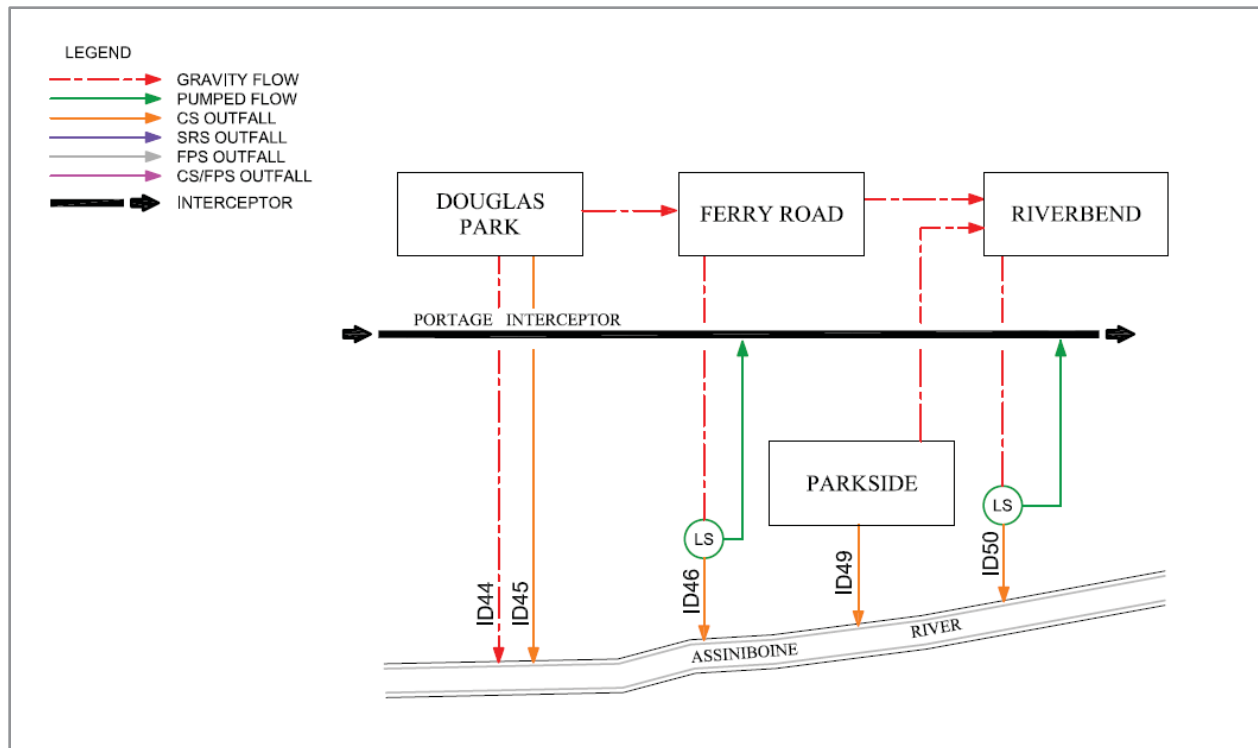 LEGEND
GRAVITY FLOW
PUMPED FLOW
CS OUTFALL
SRS OUTFALL
FPS OUTFALL
CS/FPS OUTFALL
INTERCEPTOR
DOUGLAS
PARK
FERRY ROAD
RIVERBEND
PORTAGE INTERCEPTOR
PARKSIDE
LS
LS
ID44
ID45
ID46
ID49
ID50
ASSINIBOINE RIVER